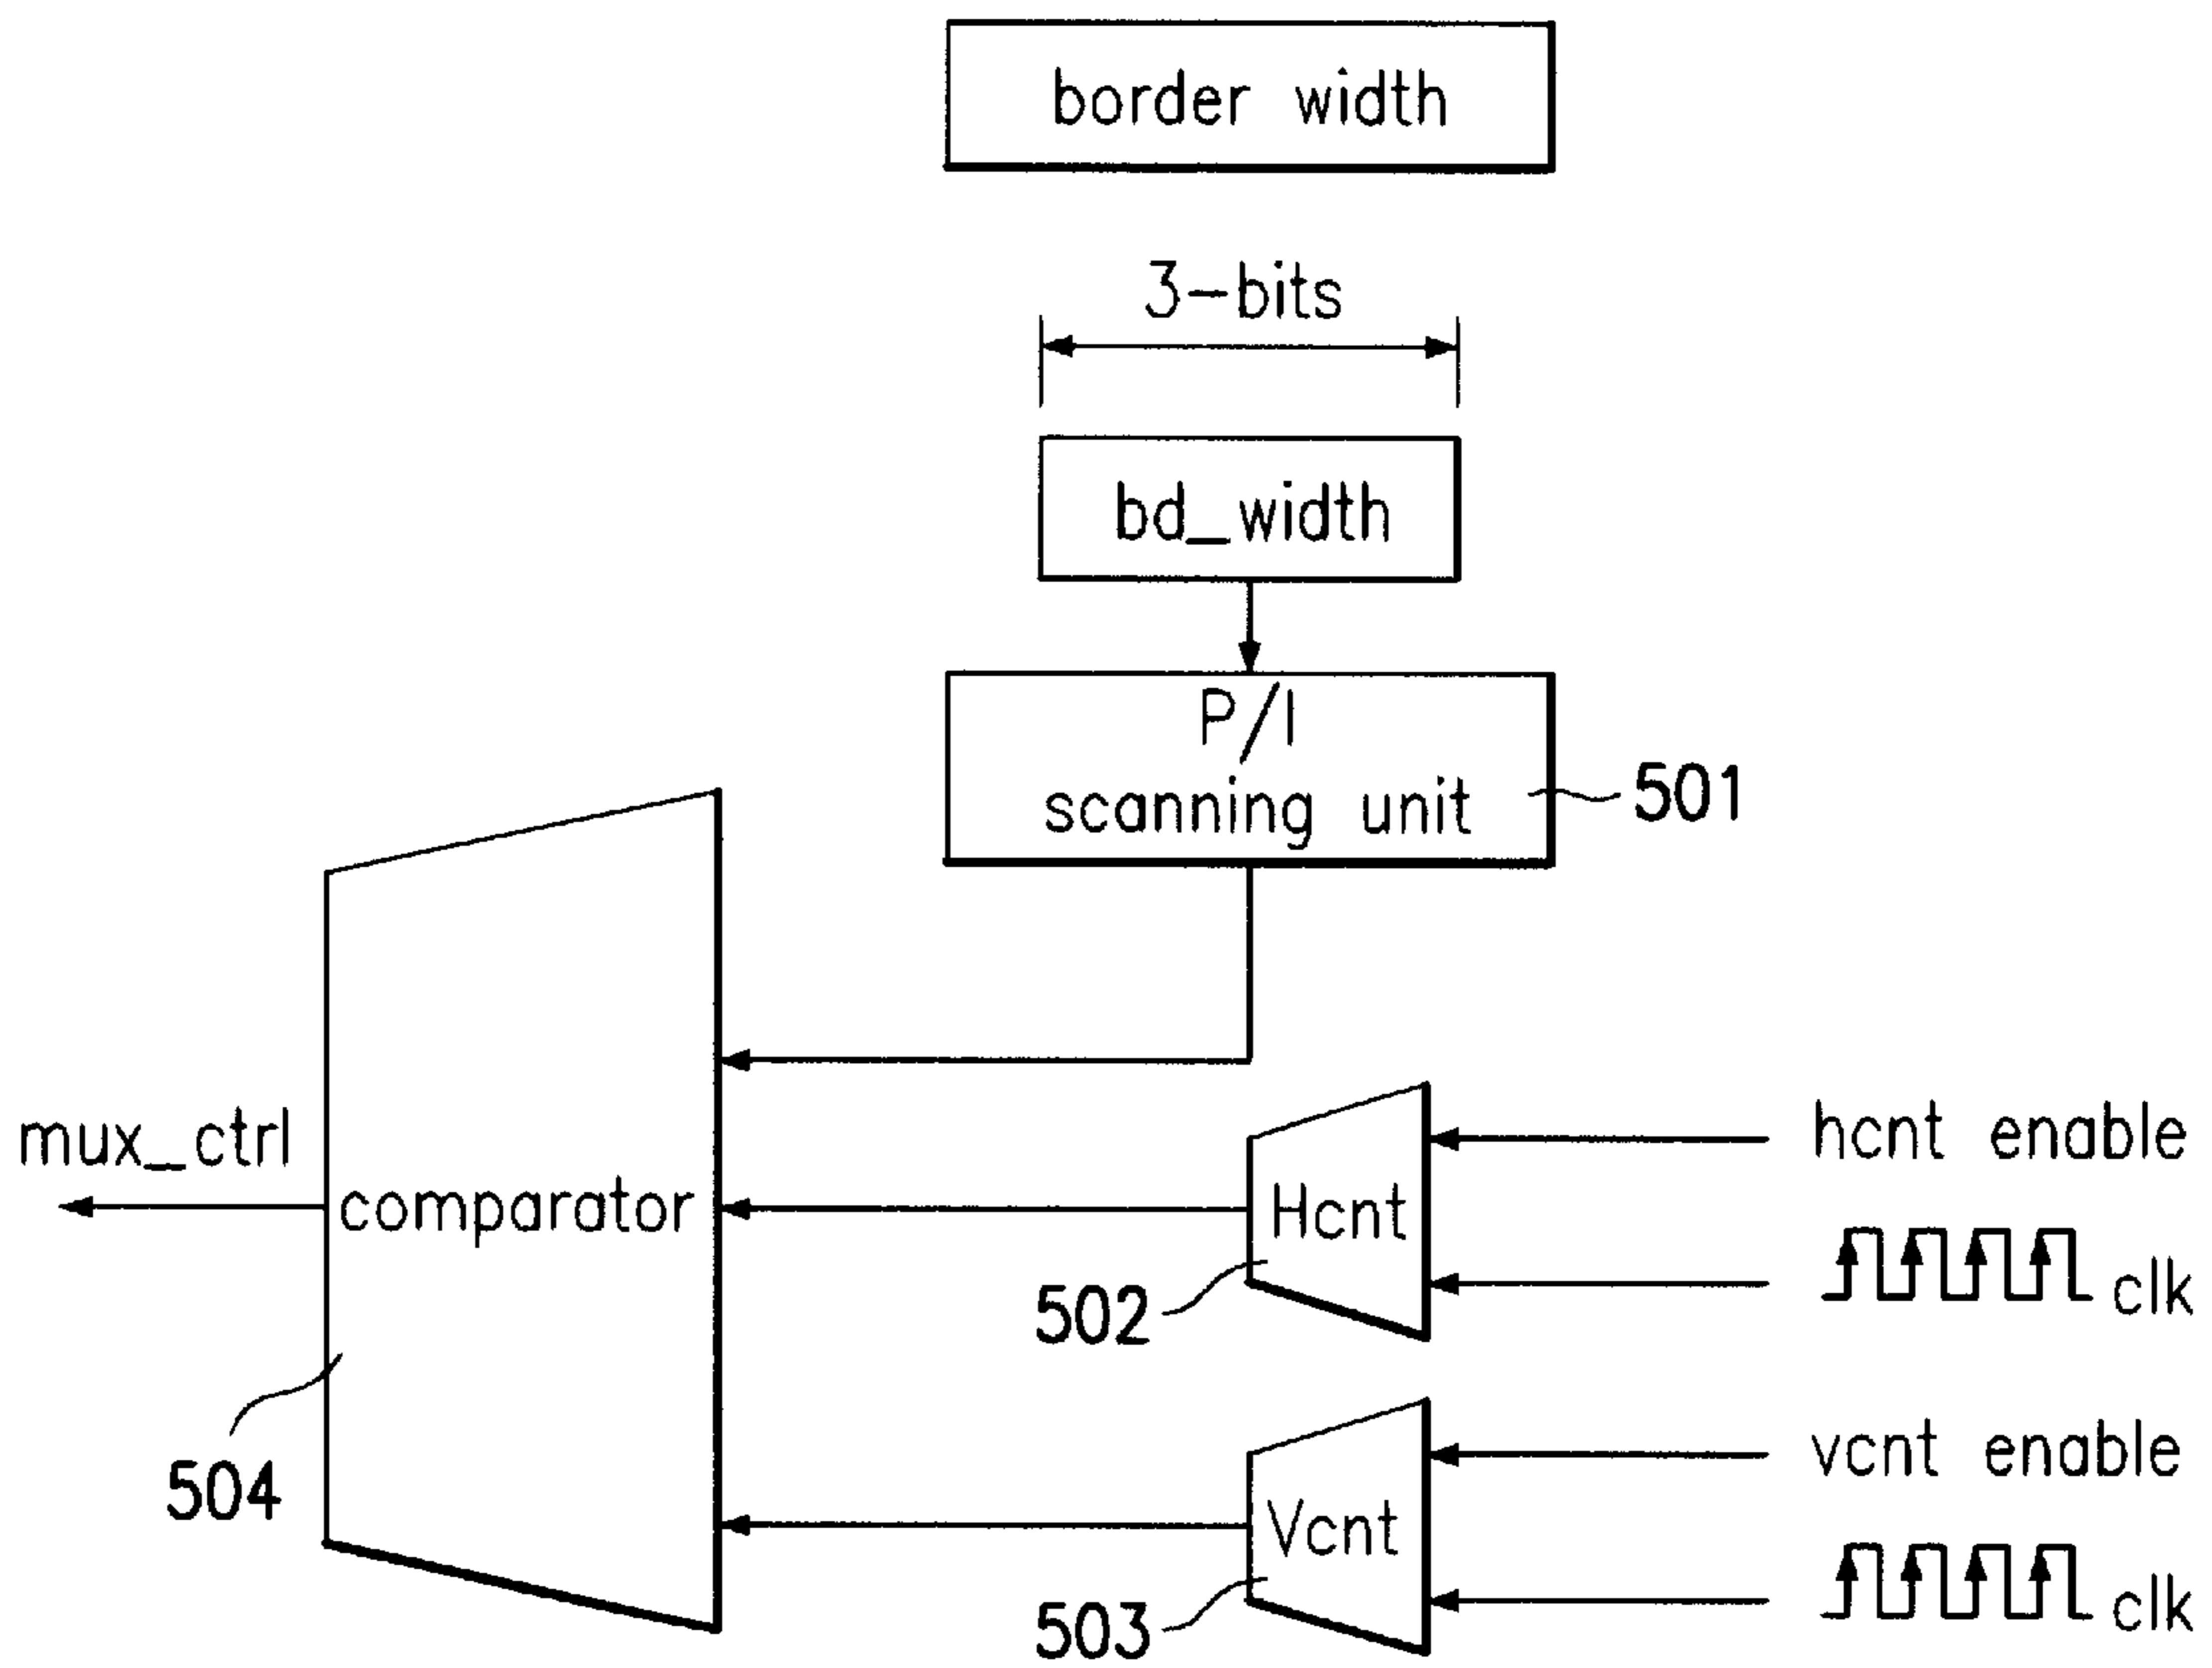 border width
3-bits
bd_width
P/I
scanning unit
501
mux_ctrl
comparator
hcnt enable
Hcnt
clk
502
504
vcnt enable
Vcnt
clk
503